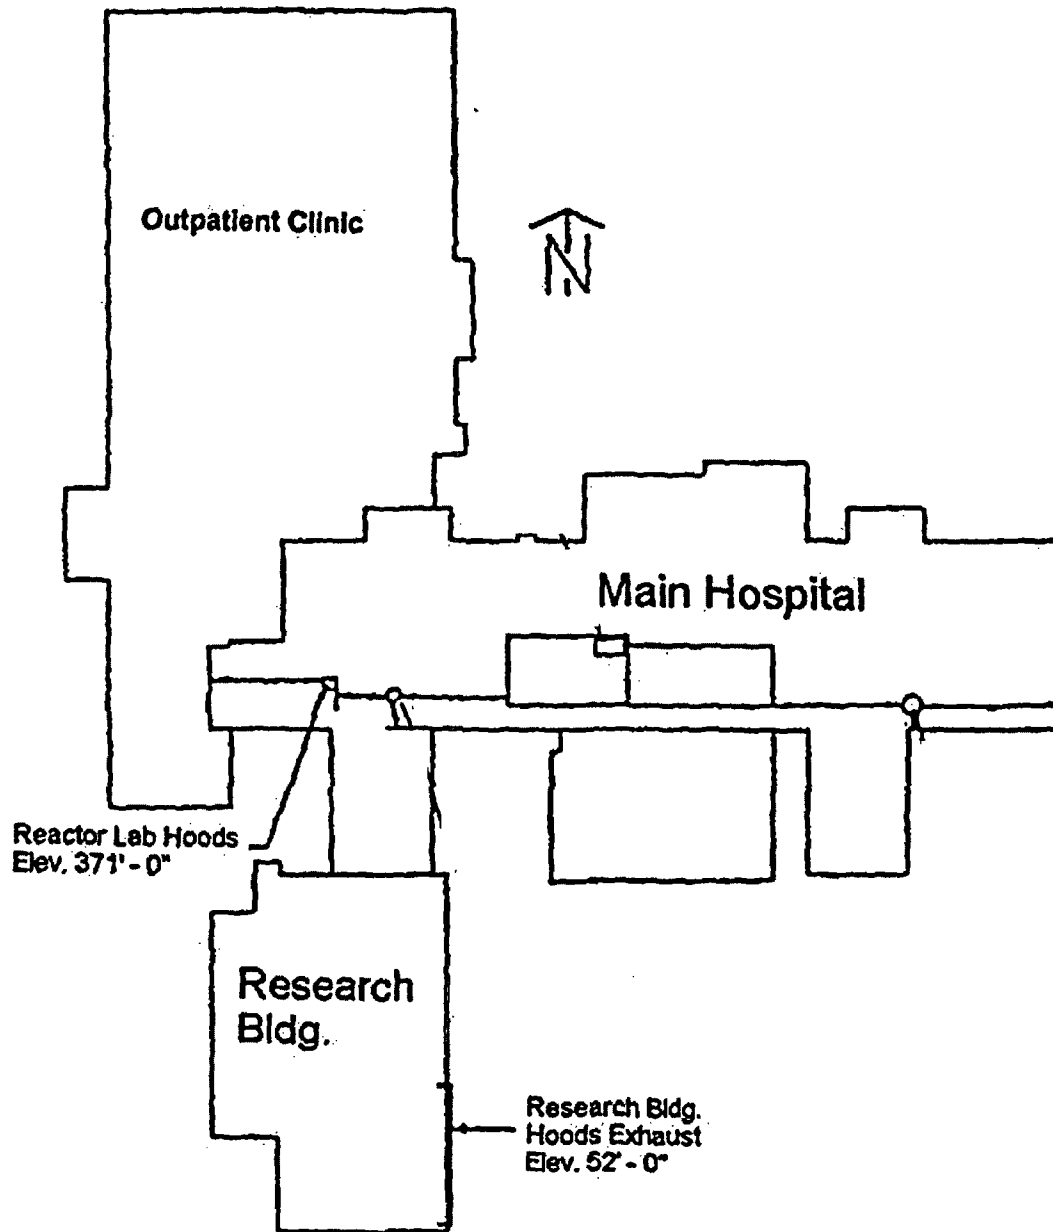 Outpatient Clinic
N
Main Hospital
Reactor Lab Hoods
Elev. 371' - 0"
Research
Bldg.
Research Bldg.
Hoods Exhaust
Elev. 52' - 0"